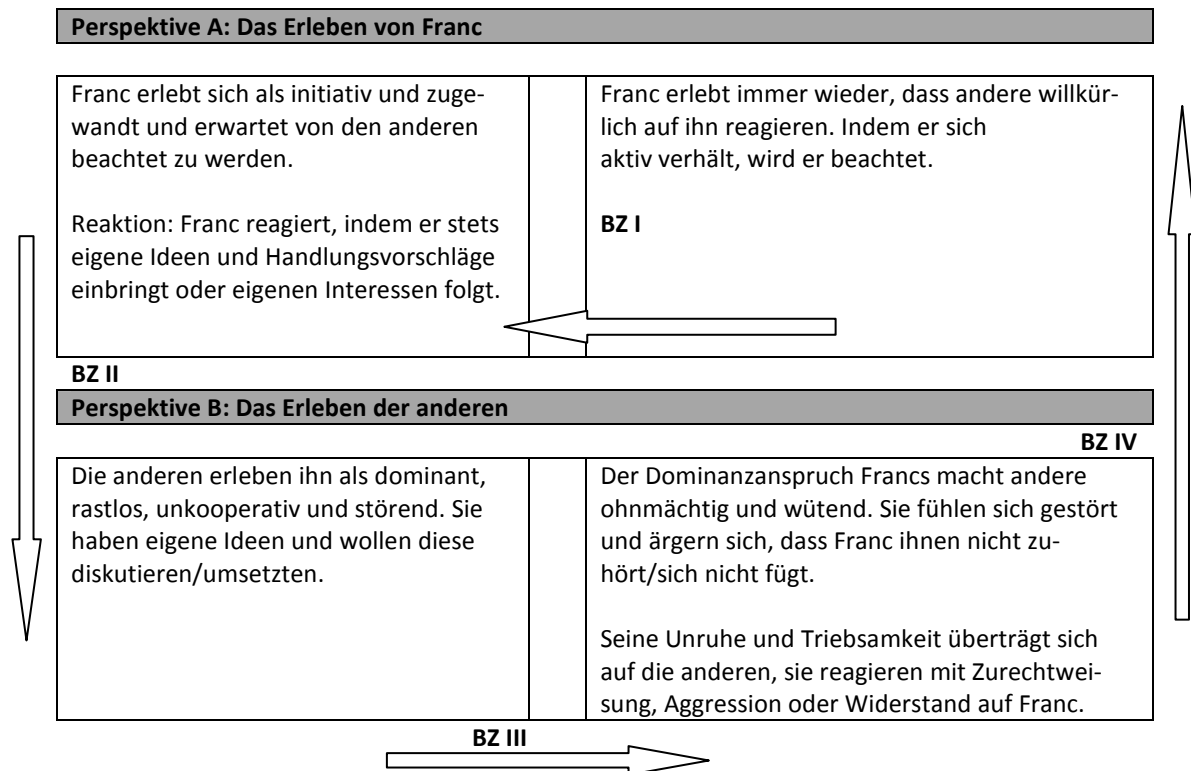 Perspektive A: Das Erleben von Franc
Franc erlebt sich als initiativ und zuge-
wandt und erwartet von den anderen
beachtet zu werden.
Reaktion: Franc reagiert, indem er stets
eigene Ideen und Handlungsvorschläge
einbringt oder eigenen Interessen folgt.
Franc erlebt immer wieder, dass andere willkür-
lich auf ihn reagieren. Indem er sich
aktiv verhält, wird er beachtet.
BZ I
BZ II
Perspektive B: Das Erleben der anderen
BZ IV
Die anderen erleben ihn als dominant,
rastlos, unkooperativ und störend. Sie
haben eigene Ideen und wollen diese
diskutieren/umsetzten.
Der Dominanzanspruch Francs macht andere
ohnmächtig und wütend. Sie fühlen sich gestört
und ärgern sich, dass Franc ihnen nicht zu-
hört/sich nicht fügt.
Seine Unruhe und Triebsamkeit überträgt sich
auf die anderen, sie reagieren mit Zurechtwei-
sung, Aggression oder Widerstand auf Franc.
BZ III